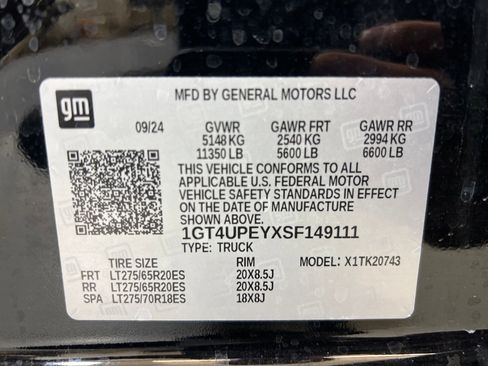 gm
MFD BY GENERAL MOTORS LLC
09/24 GVWR GAWR FRT GAWR RR
5148 KG 2540 KG 2994 KG
11350 LB 5600 LB 6600 LB
THIS VEHICLE CONFORMS TO ALL
APPLICABLE U.S. FEDERAL MOTOR
VEHICLE SAFETY STANDARDS IN EFFECT
ON THE DATE OF MANUFACTURE
SHOWN ABOVE.
1GT4UPEYXSF149111
TYPE: TRUCK
TIRE SIZE RIM MODEL: X1TK20743
FRT LT275/65R20ES 20X8.5J
RR LT275/65R20ES 20X8.5J
SPA LT275/70R18ES 18X8J